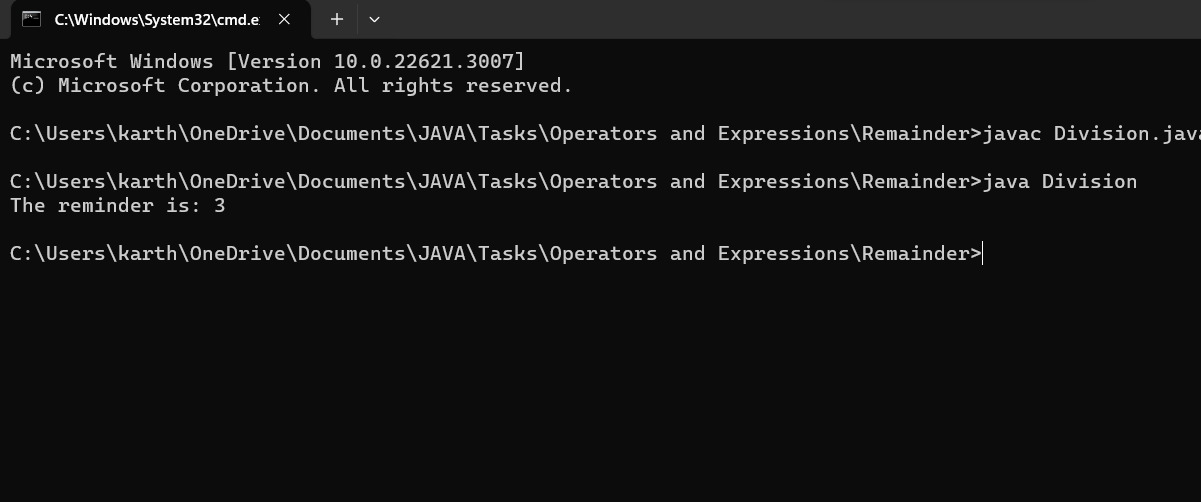 C:\Windows\System32\cmd.e
Microsoft Windows [Version 10.0.22621.3007]
(c) Microsoft Corporation. All rights reserved.
C:\Users\karth\OneDrive\Documents\JAVA\Tasks\Operators and Expressions\Remainder>javac Division.java
C:\Users\karth\OneDrive\Documents\JAVA\Tasks\Operators and Expressions\Remainder>java Division
The reminder is: 3
C:\Users\karth\OneDrive\Documents\JAVA\Tasks\Operators and Expressions\Remainder>